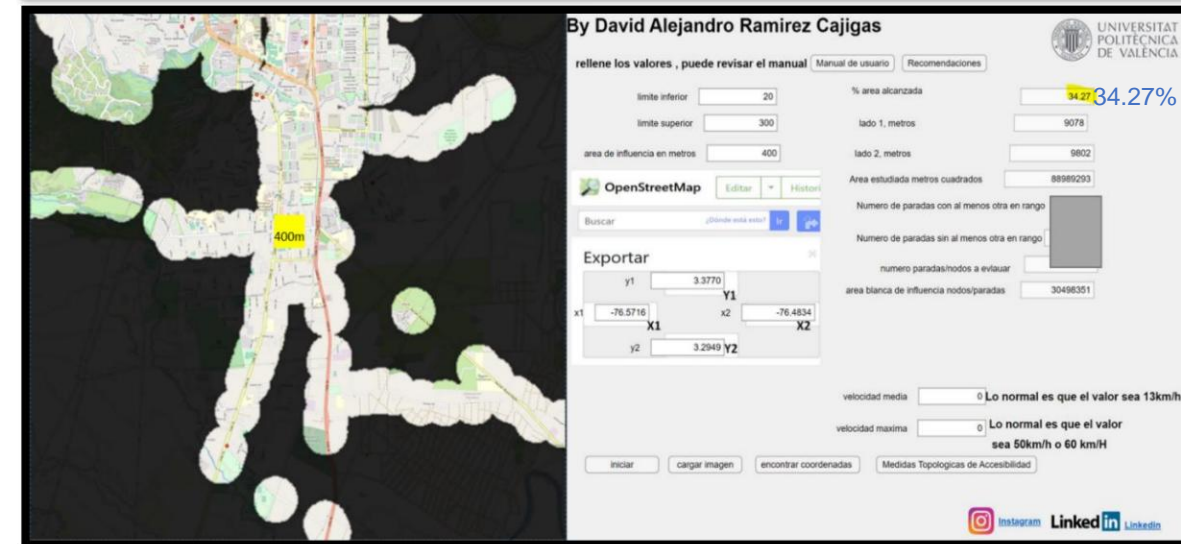 By David Alejandro Ramirez Cajigas
UNIVERSITAT
POLITÈCNICA
DE VALÈNCIA
rellene los valores , puede revisar el manual
Manual de usuario
Recomendaciones
limite inferior 20
% area alcanzada 34.27
34.27%
limite superior 300
lado 1, metros 9078
area de influencia en metros 400
lado 2, metros 9802
Area estudiada metros cuadrados 88989293
OpenStreetMap Editar Histori
Numero de paradas con al menos otra en rango
Buscar ¿Dónde está esto? Ir
Numero de paradas sin al menos otra en rango
Exportar
numero paradas/nodos a evlauar
y1 3.3770
Y1
area blanca de influencia nodos/paradas 30498351
x1 -76.5716
X1
x2 -76.4834
X2
y2 3.2949
Y2
400m
velocidad media 0 Lo normal es que el valor sea 13km/h
velocidad maxima 0 Lo normal es que el valor
sea 50km/h o 60 km/H
iniciar
cargar imagen
encontrar coordenadas
Medidas Topologicas de Accesibilidad
Instagram
Linked in
Linkedin